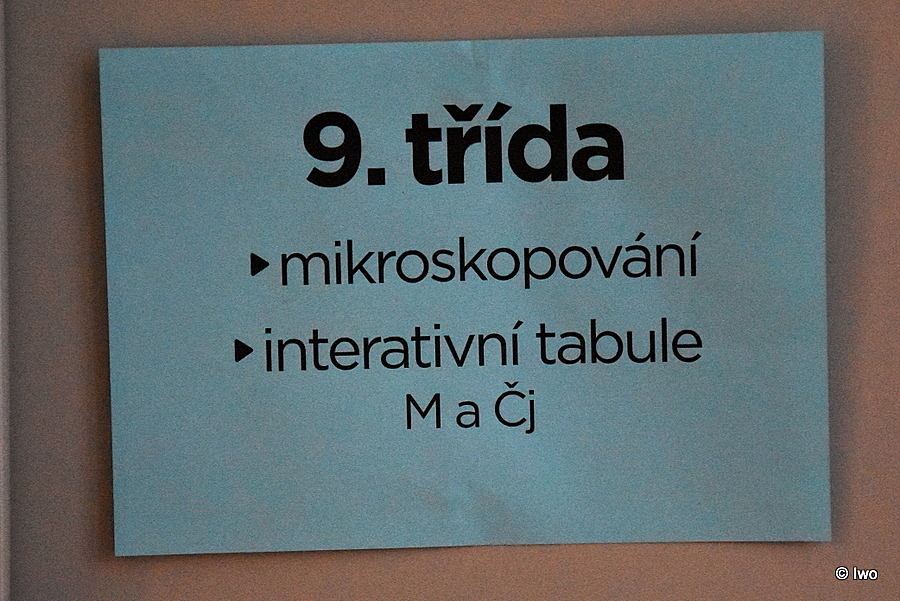 9. třída
▸mikroskopování
▸interativní tabule
M a Čj
© Iwo